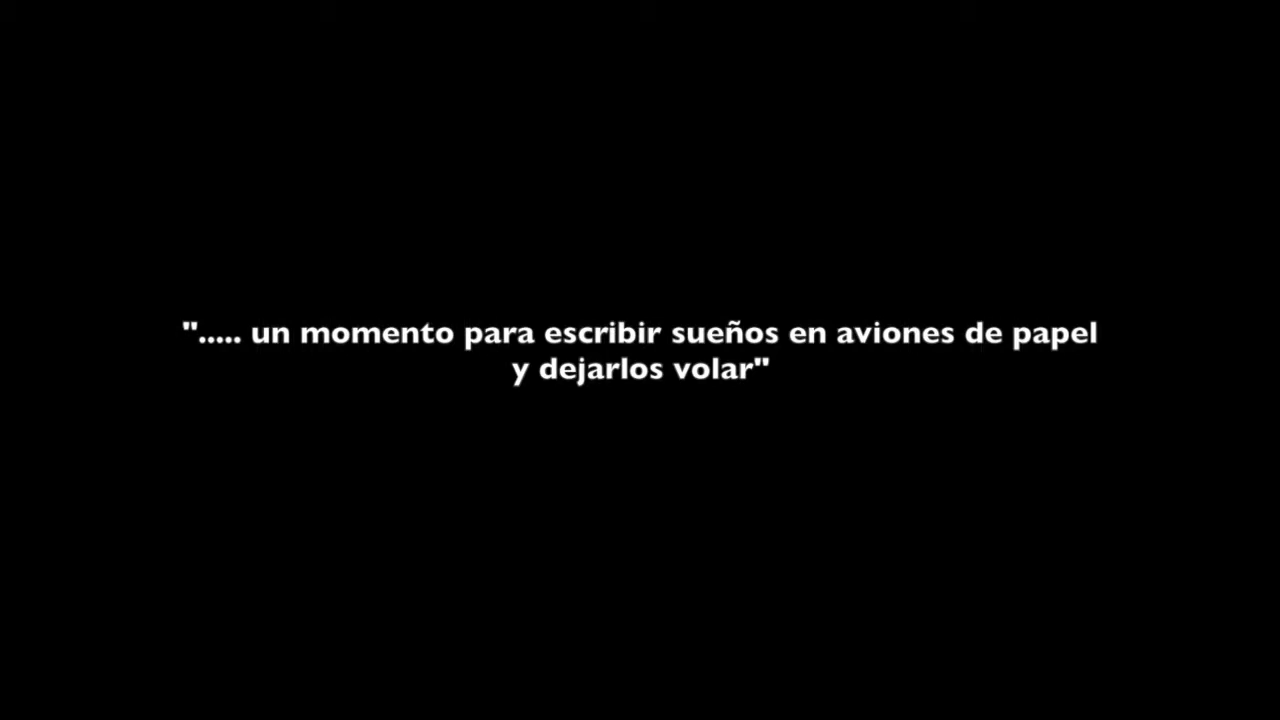 "..... un momento para escribir sueños en aviones de papel
y dejarlos volar"